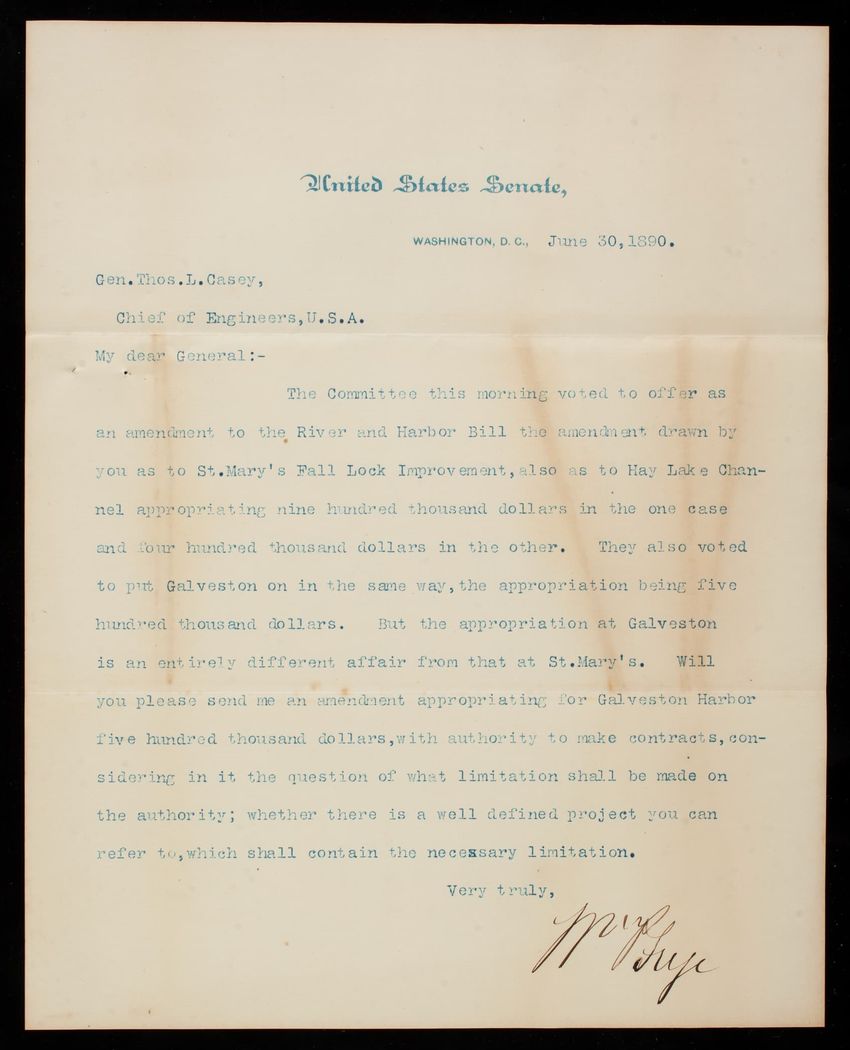 United States Senate,
WASHINGTON, D. C., June 30,1890.
Gen.Thos.L.Casey,
Chief of Engineers,U.S.A.
My dear General:-
The Committee this morning voted to offer as
an amendment to the River and Harbor Bill the amendment drawn by
you as to St.Mary's Fall Lock Improvement,also as to Hay Lake Chan-
nel appropriating nine hundred thousand dollars in the one case
and four hundred thousand dollars in the other. They also voted
to put Galveston on in the same way,the appropriation being five
hundred thousand dollars. But the appropriation at Galveston
is an entirely different affair from that at St.Mary's. Will
you please send me an amendment appropriating for Galveston Harbor
five hundred thousand dollars,with authority to make contracts,con-
sidering in it the question of what limitation shall be made on
the authority; whether there is a well defined project you can
refer to,which shall contain the necessary limitation.
Very truly,
Wm P Frye